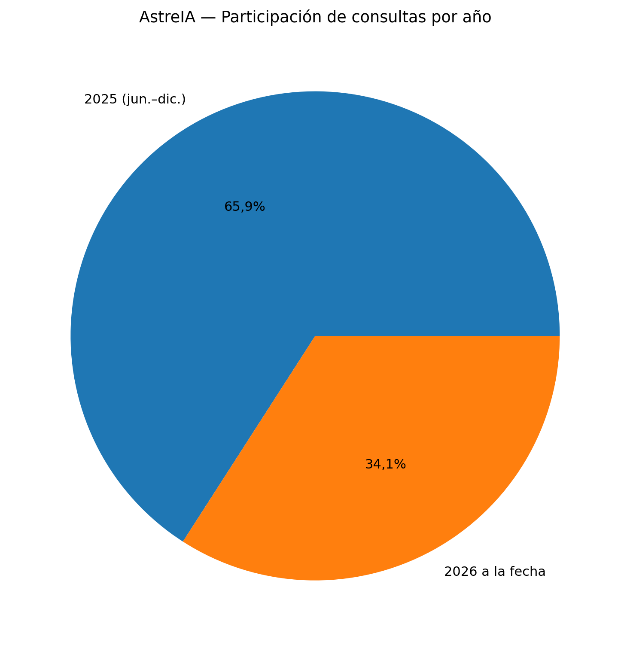 AstreIA — Participación de consultas por año
2025 (jun.–dic.)
65,9%
34,1%
2026 a la fecha